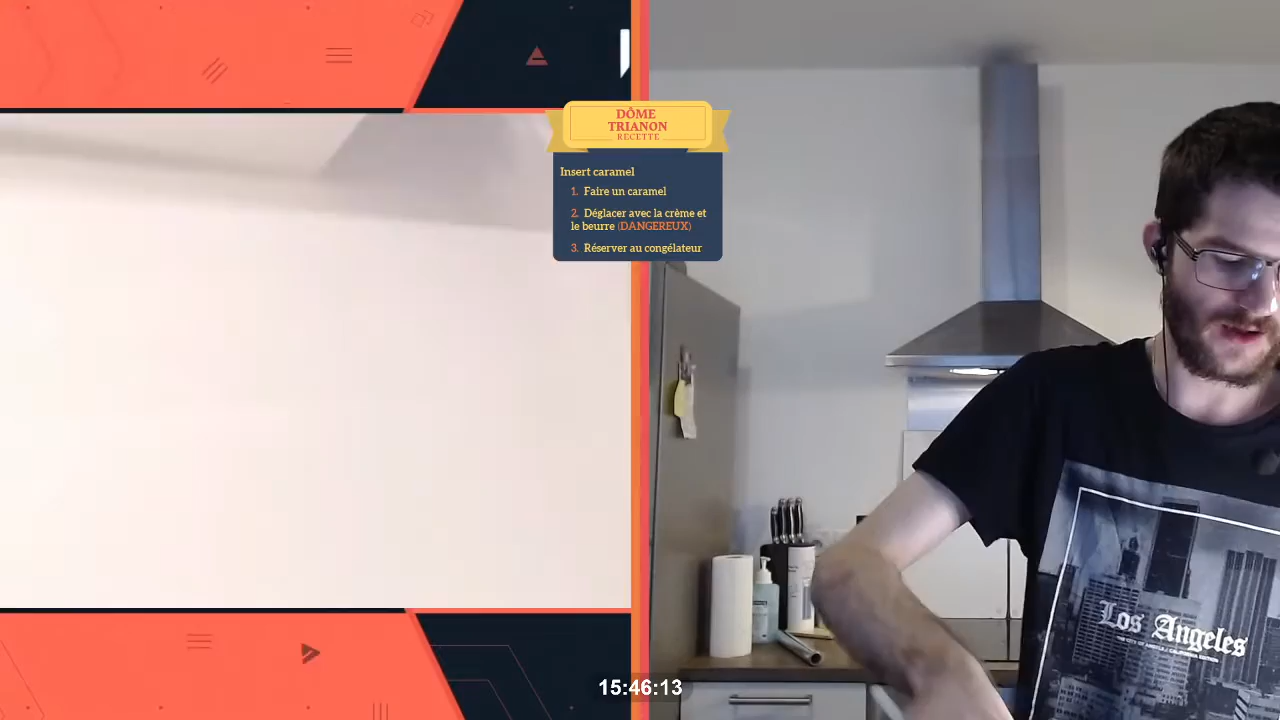 DÔME
TRIANON
RECETTE
Insert caramel
1. Faire un caramel
2. Déglacer avec la crème et
le beurre (DANGEREUX)
3. Réserver au congélateur
Los Angeles
15:46:13